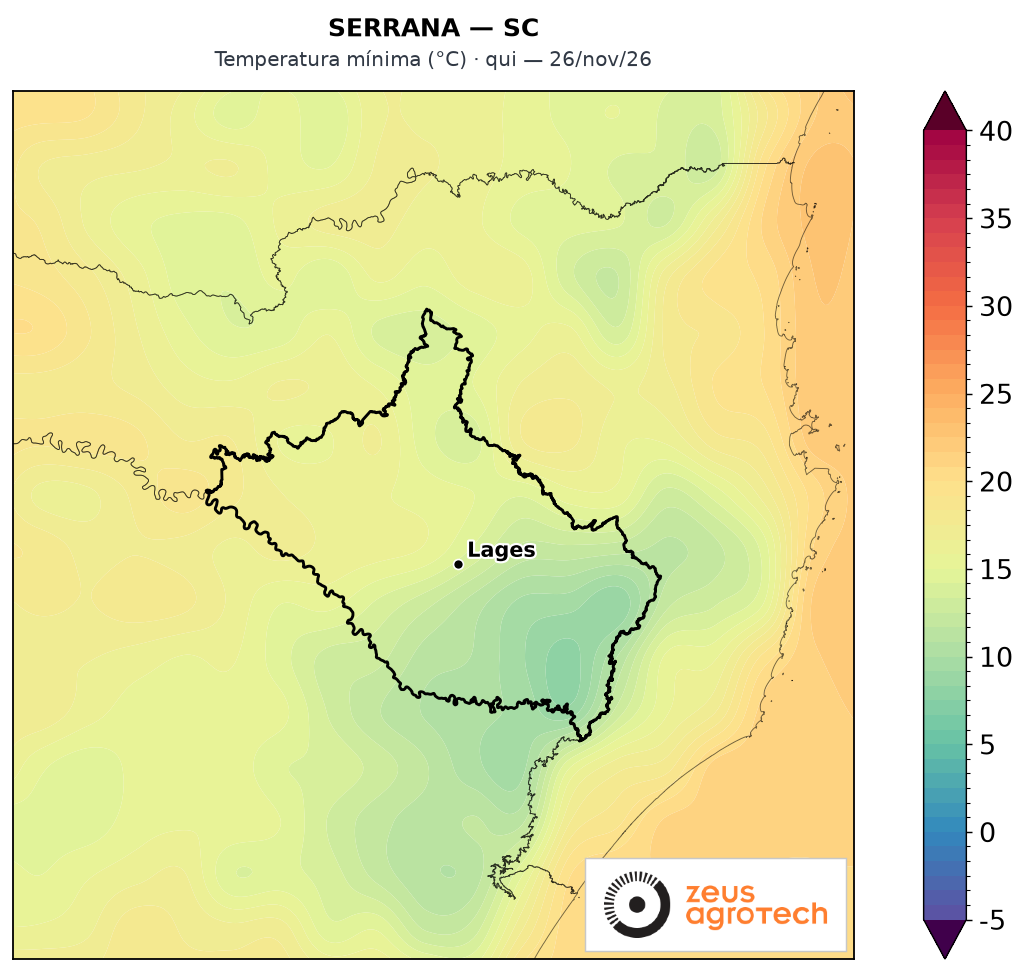 SERRANA — SC
Temperatura mínima (°C) · qui — 26/nov/26
40
35
30
25
20
15
10
5
0
-5
Lages
zeus
agrotech